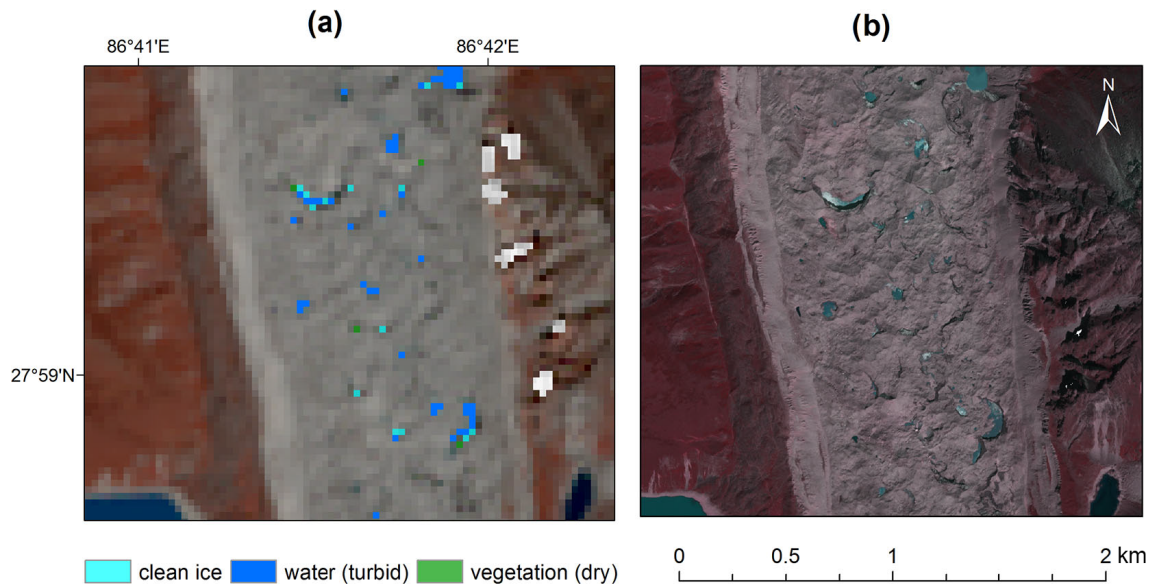 (a)
(b)
86°41'E
86°42'E
N
27°59'N
clean ice
water (turbid)
vegetation (dry)
0
0.5
1
2 km